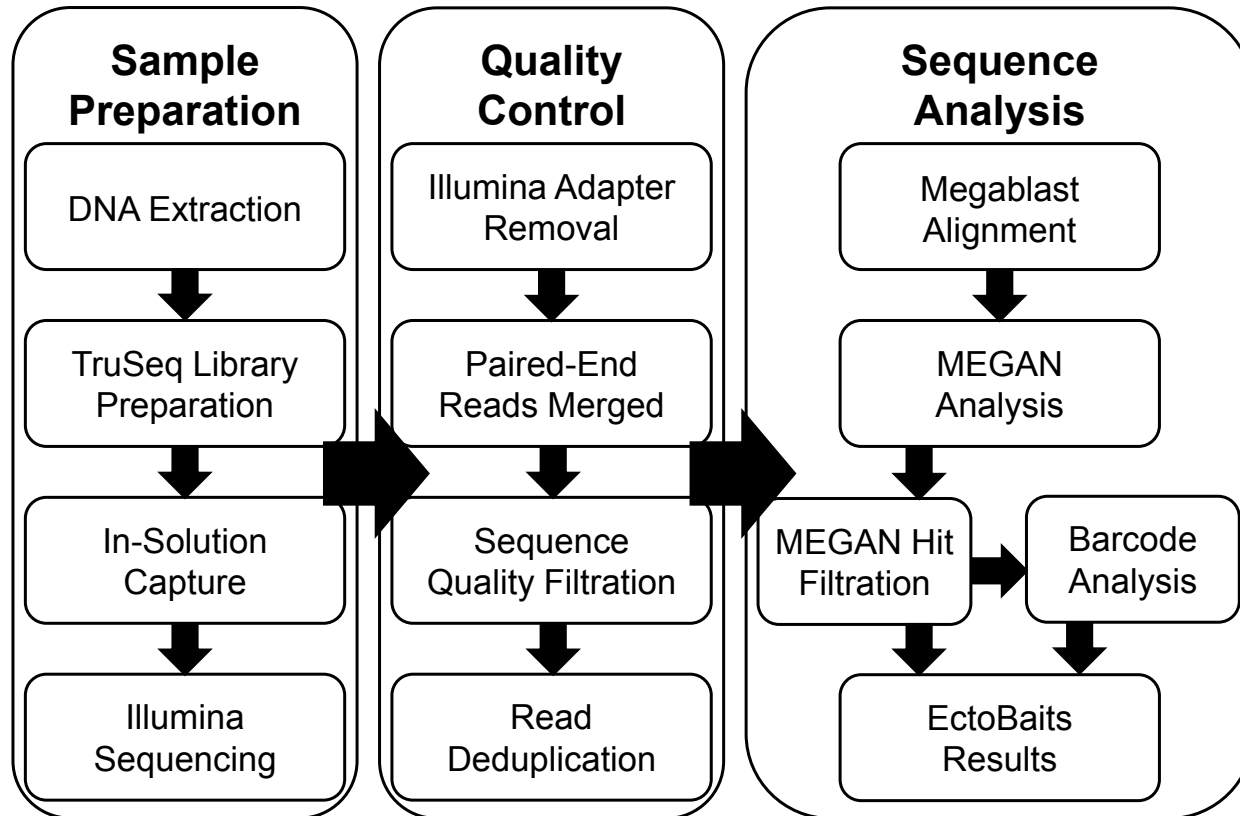 Sample
Preparation
DNA Extraction
TruSeq Library
Preparation
In-Solution
Capture
Illumina
Sequencing
Quality
Control
Illumina Adapter
Removal
Paired-End
Reads Merged
Sequence
Quality Filtration
Read
Deduplication
Sequence
Analysis
Megablast
Alignment
MEGAN
Analysis
MEGAN Hit
Filtration
Barcode
Analysis
EctoBaits
Results